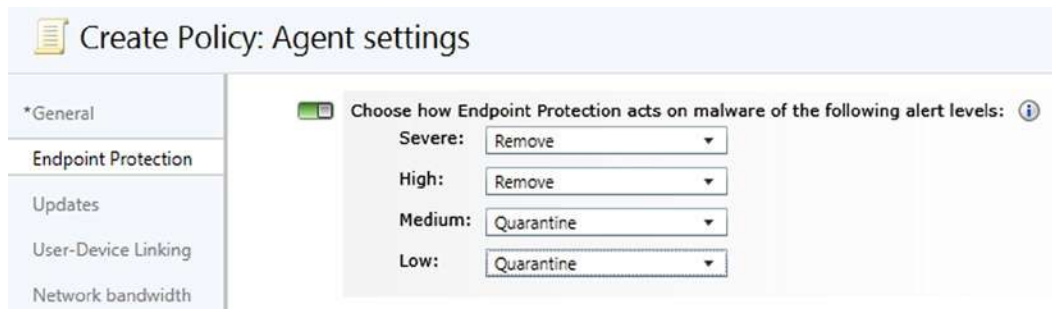 Create Policy: Agent settings
*General
Endpoint Protection
Updates
User-Device Linking
Network bandwidth
Choose how Endpoint Protection acts on malware of the following alert levels:
Severe: Remove
High: Remove
Medium: Quarantine
Low: Quarantine